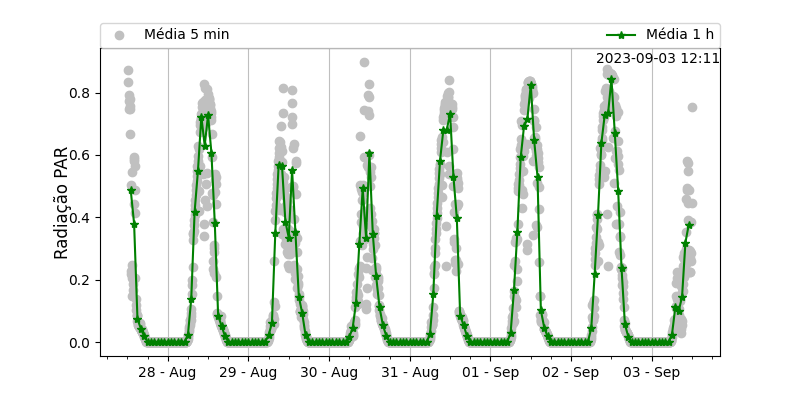 Média 5 min
Média 1 h
2023-09-03 12:11
Radiação PAR
0.8
0.6
0.4
0.2
0.0
28 - Aug
29 - Aug
30 - Aug
31 - Aug
01 - Sep
02 - Sep
03 - Sep